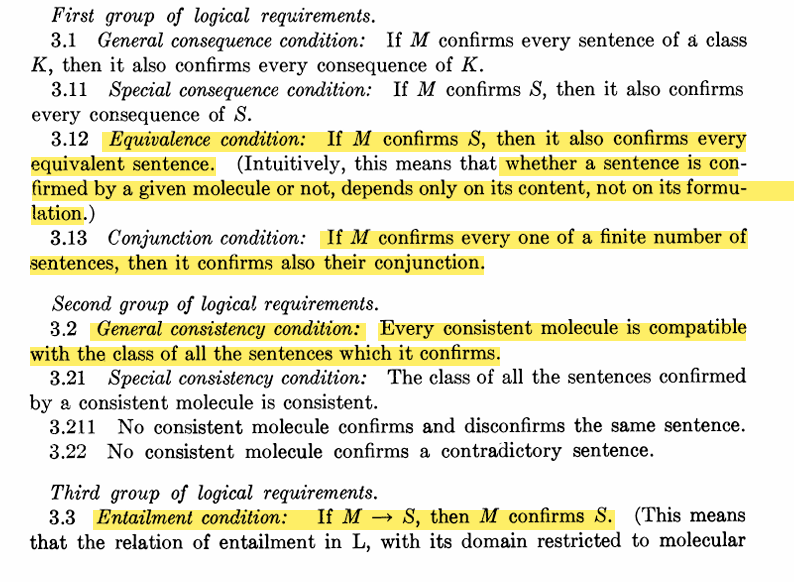 First group of logical requirements.
3.1 General consequence condition: If M confirms every sentence of a class
K, then it also confirms every consequence of K.
3.11 Special consequence condition: If M confirms S, then it also confirms
every consequence of S.
3.12 Equivalence condition: If M confirms S, then it also confirms every
equivalent sentence. (Intuitively, this means that whether a sentence is con-
firmed by a given molecule or not, depends only on its content, not on its formu-
lation.)
3.13 Conjunction condition: If M confirms every one of a finite number of
sentences, then it confirms also their conjunction.
Second group of logical requirements.
3.2 General consistency condition: Every consistent molecule is compatible
with the class of all the sentences which it confirms.
3.21 Special consistency condition: The class of all the sentences confirmed
by a consistent molecule is consistent.
3.211 No consistent molecule confirms and disconfirms the same sentence.
3.22 No consistent molecule confirms a contradictory sentence.
Third group of logical requirements.
3.3 Entailment condition: If M → S, then M confirms S. (This means
that the relation of entailment in L, with its domain restricted to molecular